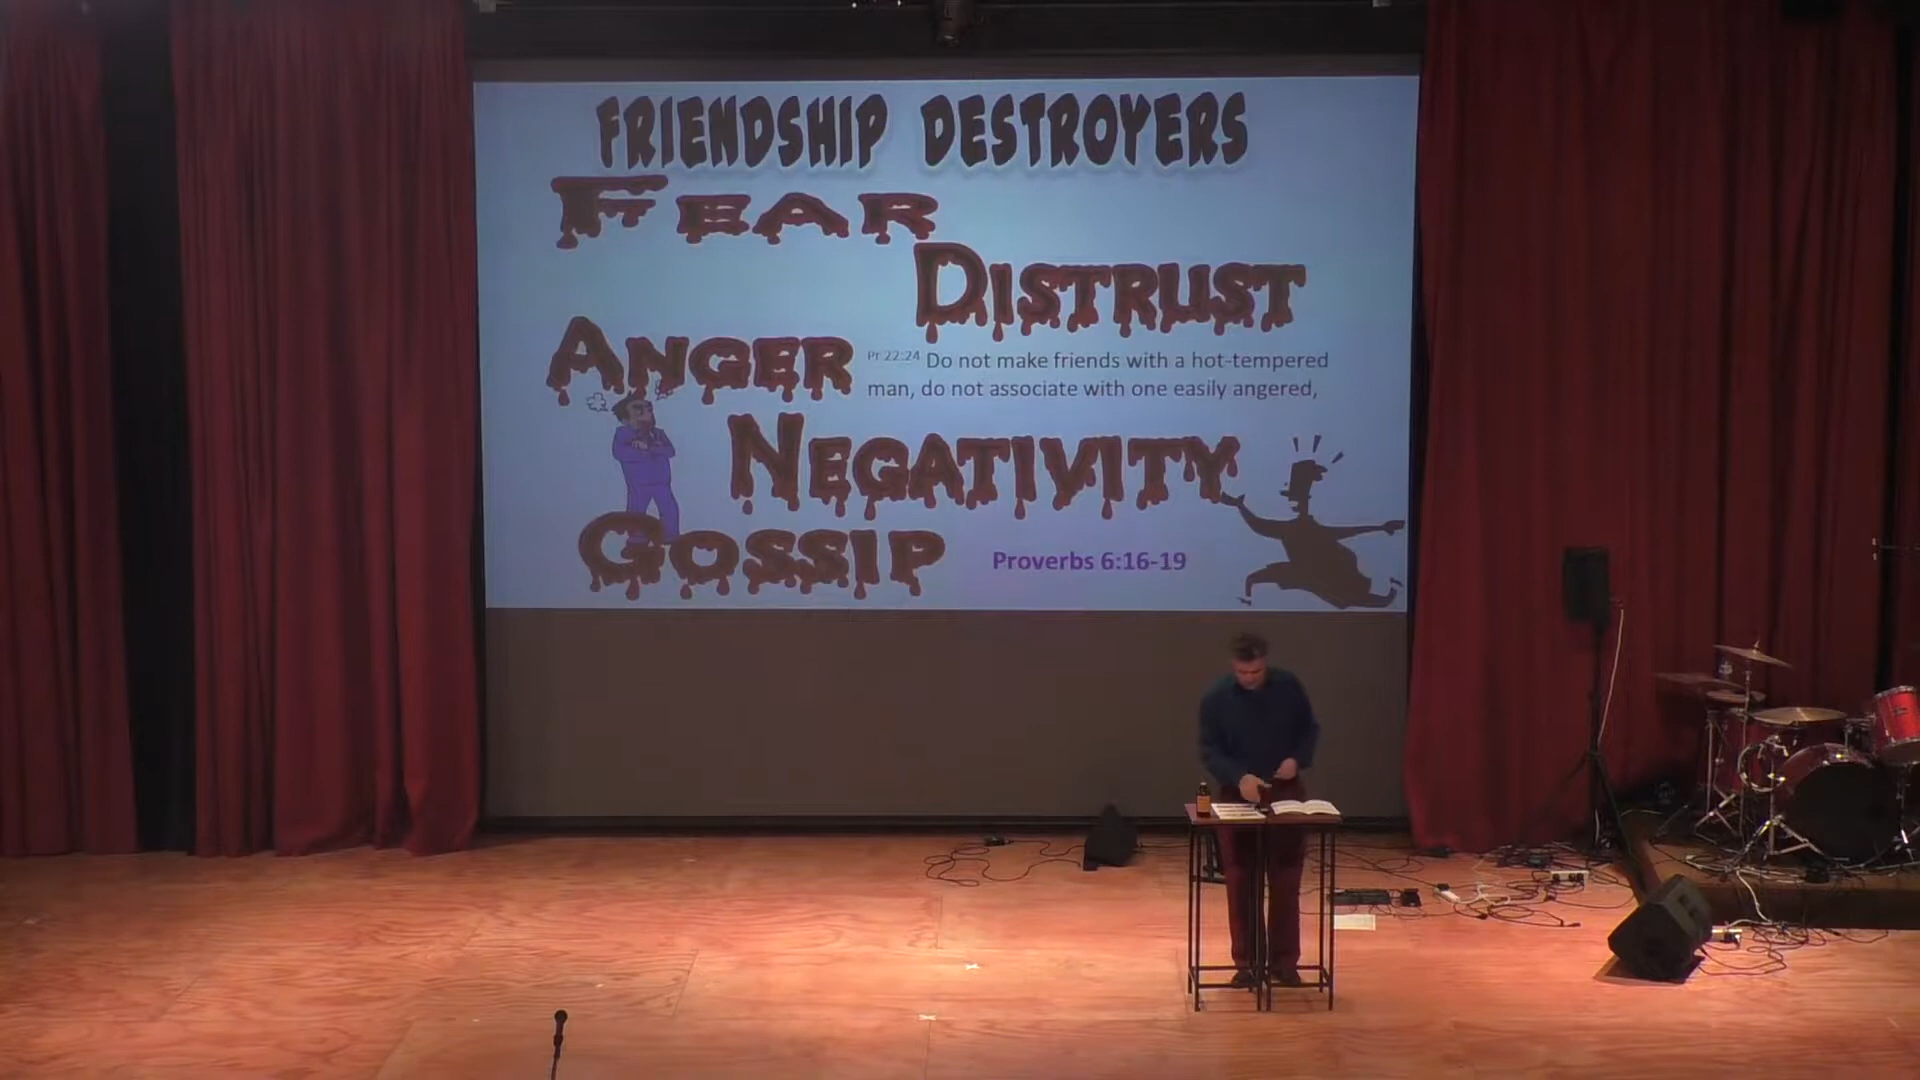 FRIENDSHIP DESTROYERS
FEAR
DISTRUST
ANGER
Pr 22:24 Do not make friends with a hot-tempered
man, do not associate with one easily angered,
NEGATIVITY
GOSSIP
Proverbs 6:16-19